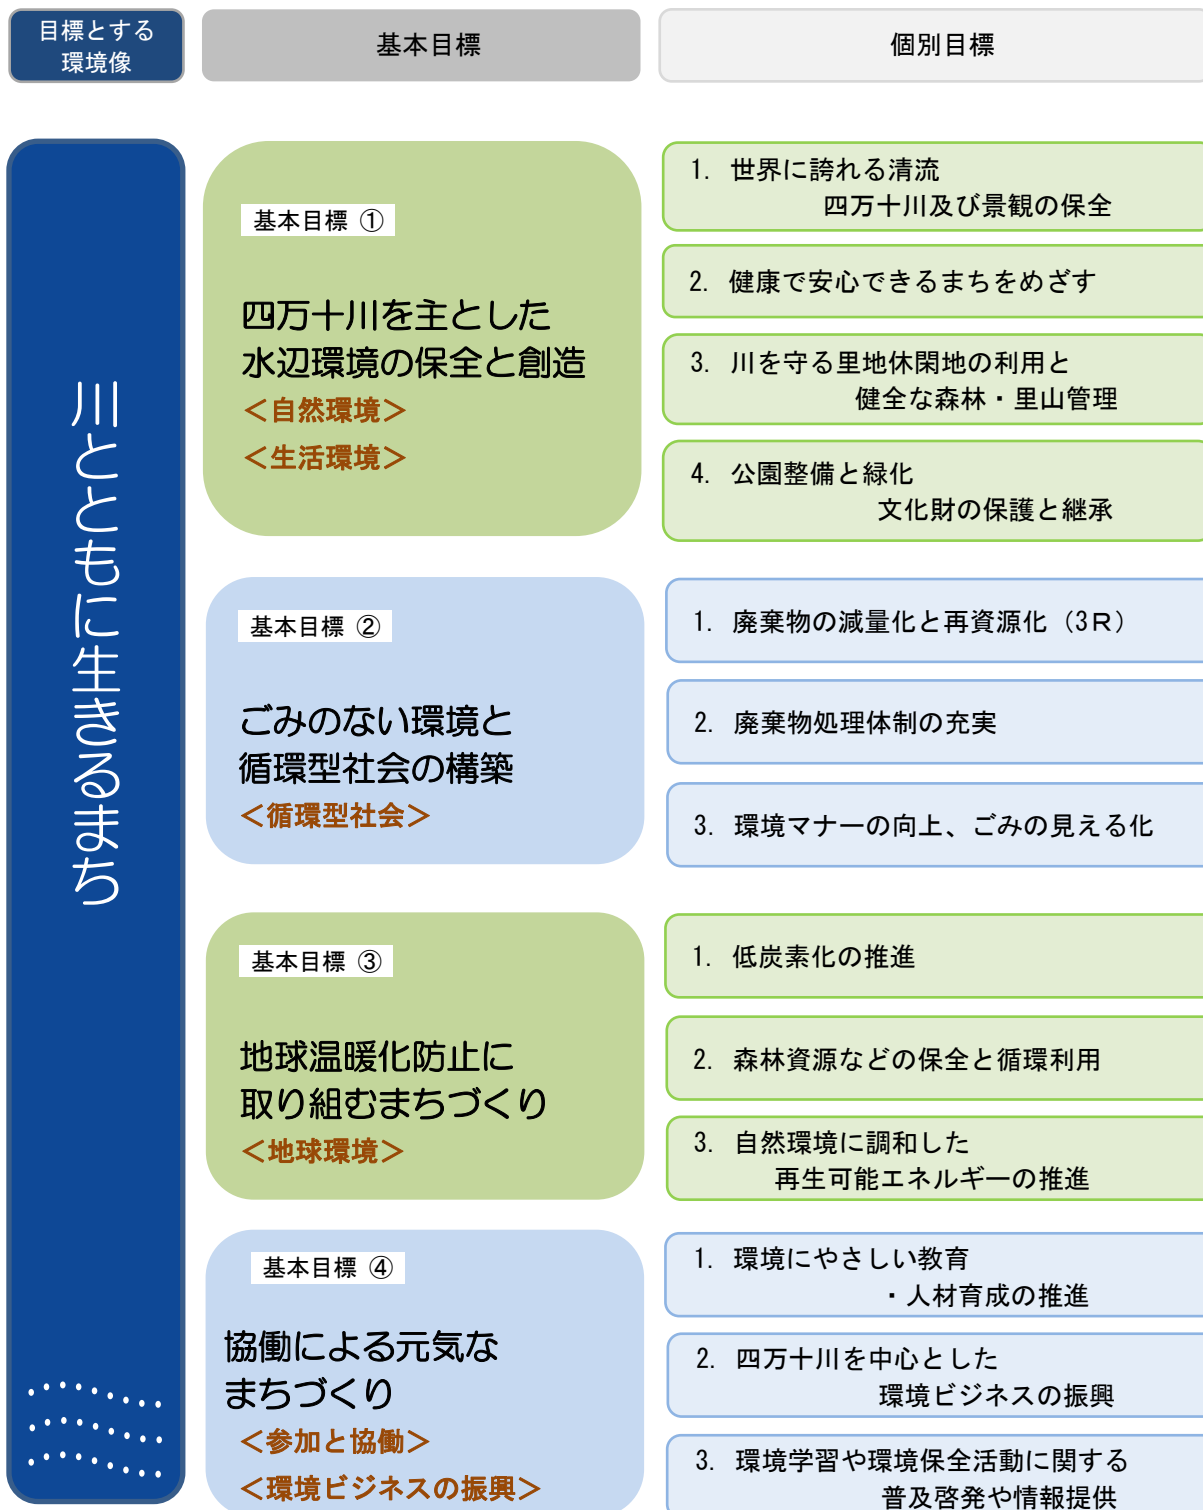 目標とする
環境像
基本目標
個別目標
川とともに生きるまち
基本目標 ①
四万十川を主とした
水辺環境の保全と創造
＜自然環境＞
＜生活環境＞
1. 世界に誇れる清流
四万十川及び景観の保全
2. 健康で安心できるまちをめざす
3. 川を守る里地休閑地の利用と
健全な森林・里山管理
4. 公園整備と緑化
文化財の保護と継承
基本目標 ②
ごみのない環境と
循環型社会の構築
＜循環型社会＞
1. 廃棄物の減量化と再資源化（3Ｒ）
2. 廃棄物処理体制の充実
3. 環境マナーの向上、ごみの見える化
基本目標 ③
地球温暖化防止に
取り組むまちづくり
＜地球環境＞
1. 低炭素化の推進
2. 森林資源などの保全と循環利用
3. 自然環境に調和した
再生可能エネルギーの推進
基本目標 ④
協働による元気な
まちづくり
＜参加と協働＞
＜環境ビジネスの振興＞
1. 環境にやさしい教育
・人材育成の推進
2. 四万十川を中心とした
環境ビジネスの振興
3. 環境学習や環境保全活動に関する
普及啓発や情報提供